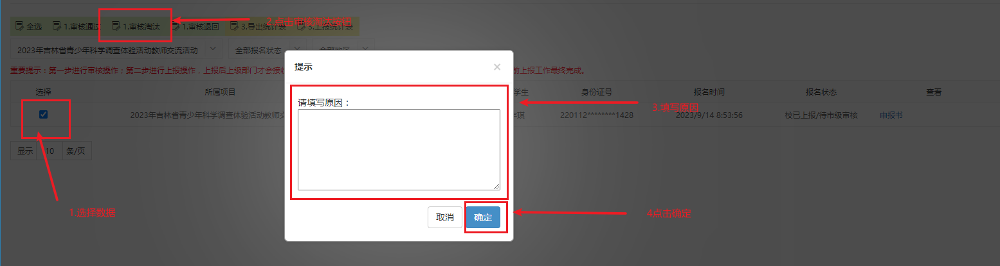 全选 1.审核通过 1.审核淘汰 1.审核退回 3.导出统计表 3.上报统计表
2.点击审核淘汰按钮
2023年吉林省青少年科学调查体验活动教师交流活动 全部报名状态 全部地区
重要提示：第一步进行审核操作；第二步进行上报操作，上报后上级部门才会接收 前上报工作最终完成。
提示 ×
选择 所属项目 学生 身份证号 报名时间 报名状态 查看
请填写原因：
3.填写原因
2023年吉林省青少年科学调查体验活动教师交 琪 220112********1428 2023/9/14 8:53:56 校已上报/待市级审核 申报书
显示 10 条/页
1.选择数据
取消 确定
4点击确定